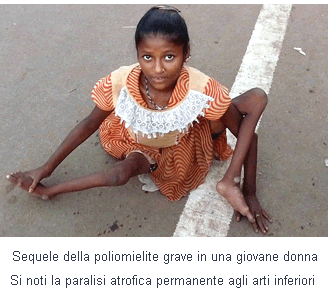 Sequele della poliomielite grave in una giovane donna
Si noti la paralisi atrofica permanente agli arti inferiori